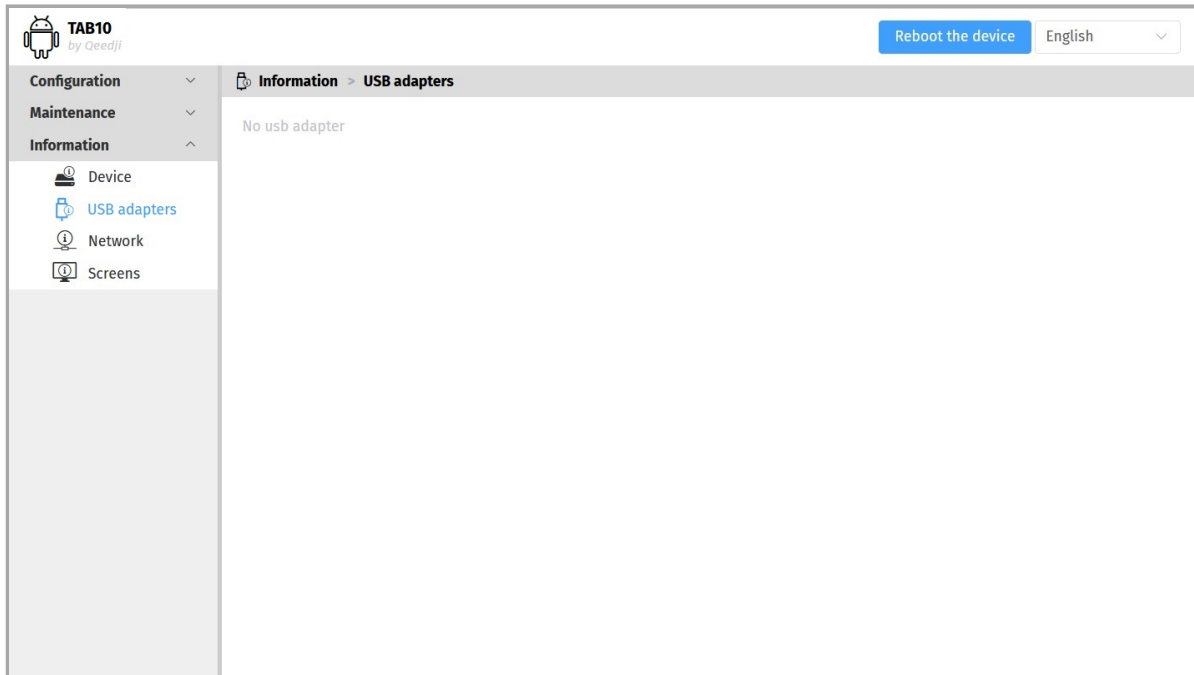 TAB10
by Qeedji
Reboot the device
English
Configuration
Maintenance
Information
Device
USB adapters
Network
Screens
Information > USB adapters
No usb adapter